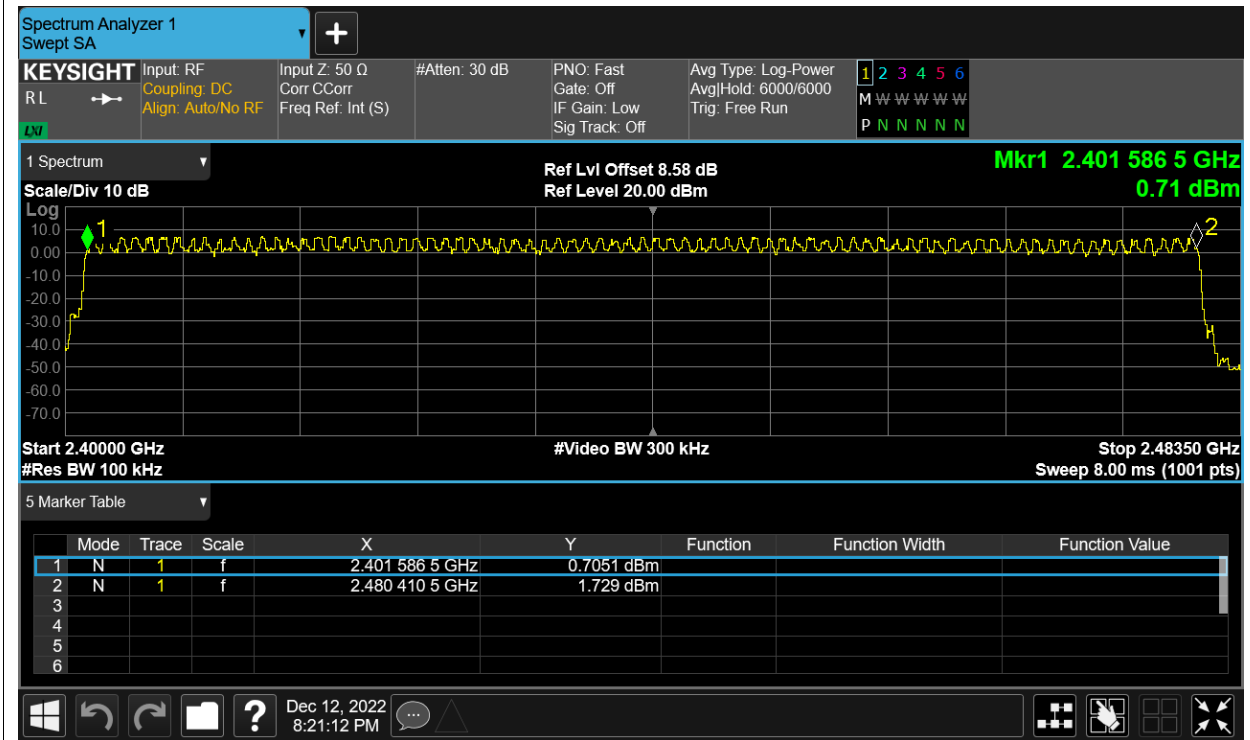 Spectrum Analyzer 1
Swept SA
+
KEYSIGHT
R L
LXI
Input: RF
Coupling: DC
Align: Auto/No RF
Input Z: 50 Ω
Corr CCorr
Freq Ref: Int (S)
#Atten: 30 dB
PNO: Fast
Gate: Off
IF Gain: Low
Sig Track: Off
Avg Type: Log-Power
Avg|Hold: 6000/6000
Trig: Free Run
1 2 3 4 5 6
M W W W W W
P N N N N N
1 Spectrum
Scale/Div 10 dB
Ref Lvl Offset 8.58 dB
Ref Level 20.00 dBm
Mkr1 2.401 586 5 GHz
0.71 dBm
Log
10.0
0.00
-10.0
-20.0
-30.0
-40.0
-50.0
-60.0
-70.0
1
2
Start 2.40000 GHz
#Video BW 300 kHz
Stop 2.48350 GHz
#Res BW 100 kHz
Sweep 8.00 ms (1001 pts)
5 Marker Table
Mode Trace Scale X Y Function Function Width Function Value
1 N 1 f 2.401 586 5 GHz 0.7051 dBm
2 N 1 f 2.480 410 5 GHz 1.729 dBm
3
4
5
6
?
Dec 12, 2022
8:21:12 PM